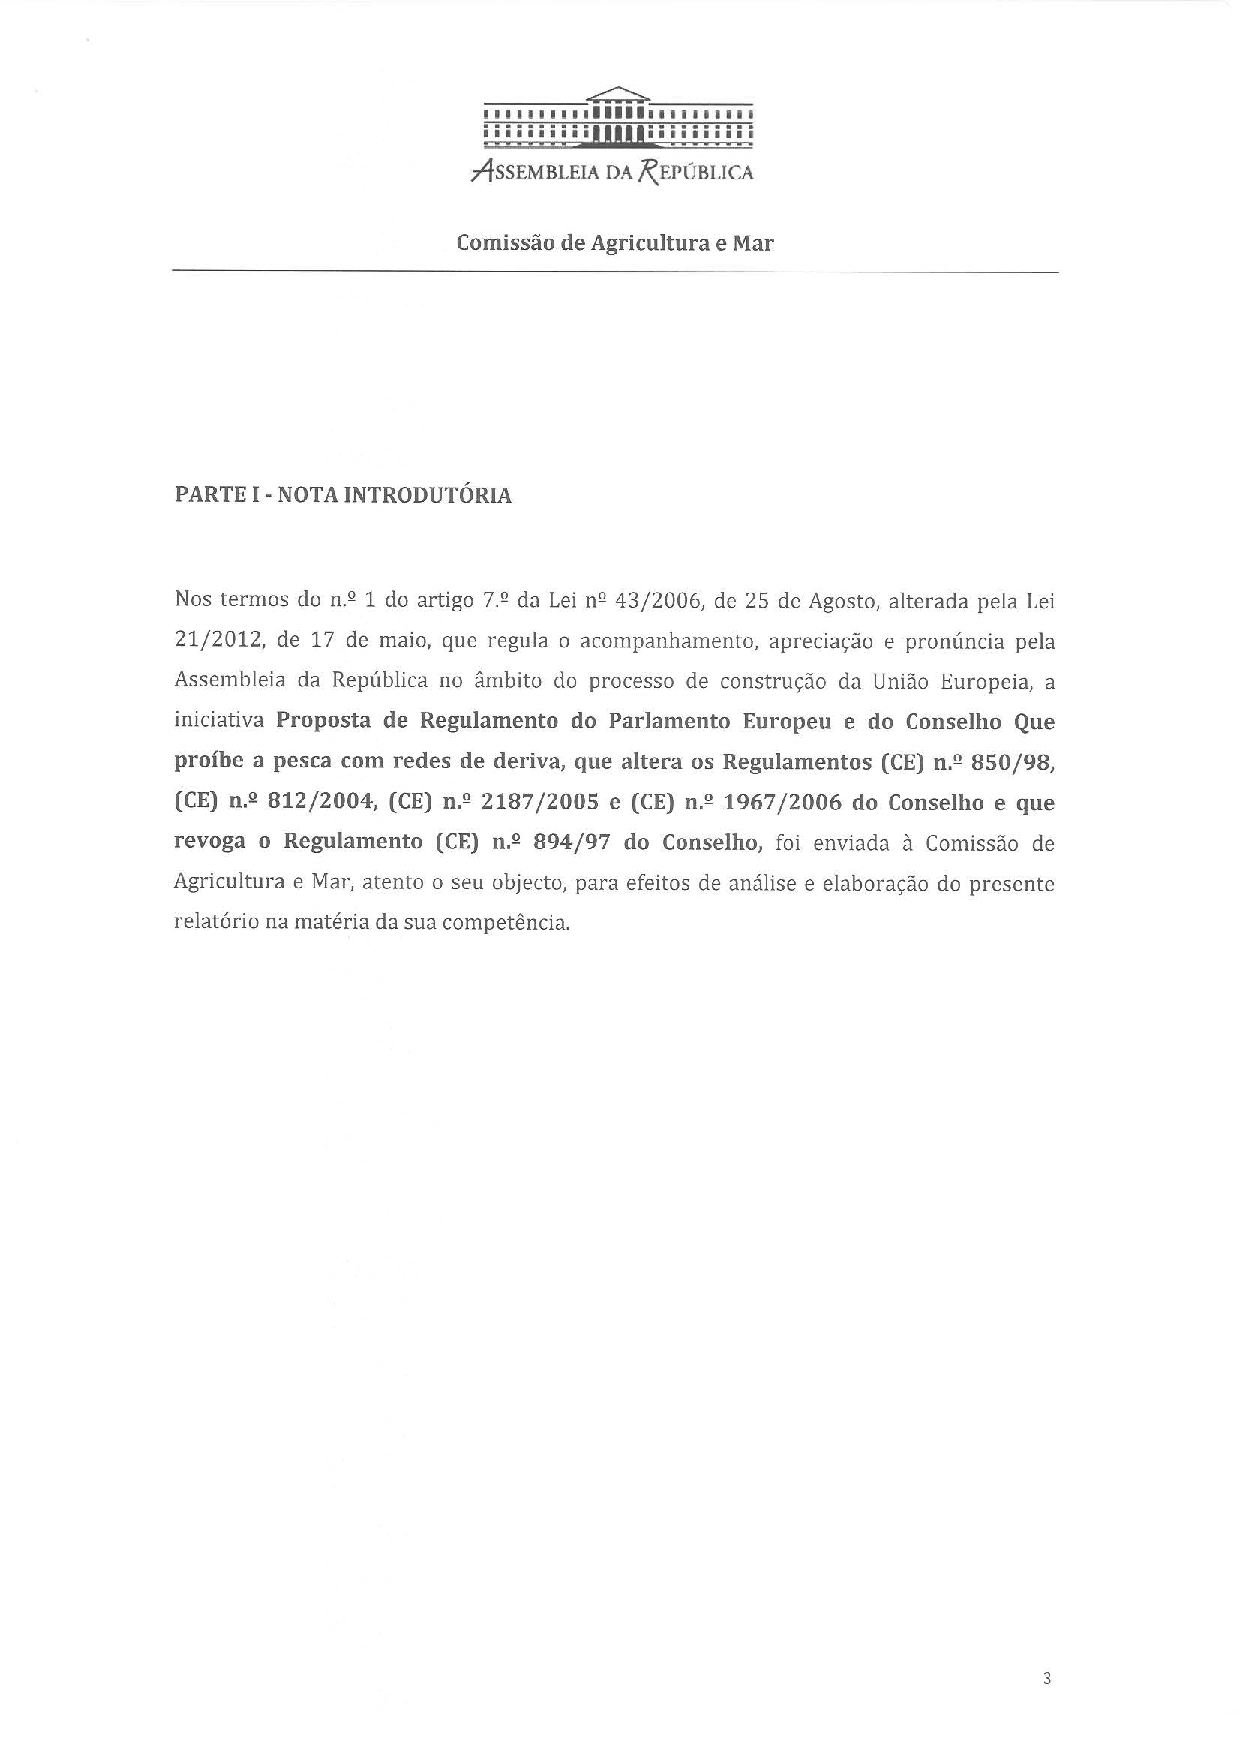 ASSEMBLEIA DA REPÚBLICA
Comissão de Agricultura e Mar
PARTE I - NOTA INTRODUTÓRIA
Nos termos do n.º 1 do artigo 7.º da Lei nº 43/2006, de 25 de Agosto, alterada pela Lei
21/2012, de 17 de maio, que regula o acompanhamento, apreciação e pronúncia pela
Assembleia da República no âmbito do processo de construção da União Europeia, a
iniciativa Proposta de Regulamento do Parlamento Europeu e do Conselho Que
proíbe a pesca com redes de deriva, que altera os Regulamentos (CE) n.º 850/98,
(CE) n.º 812/2004, (CE) n.º 2187/2005 e (CE) n.º 1967/2006 do Conselho e que
revoga o Regulamento (CE) n.º 894/97 do Conselho, foi enviada à Comissão de
Agricultura e Mar, atento o seu objecto, para efeitos de análise e elaboração do presente
relatório na matéria da sua competência.
3